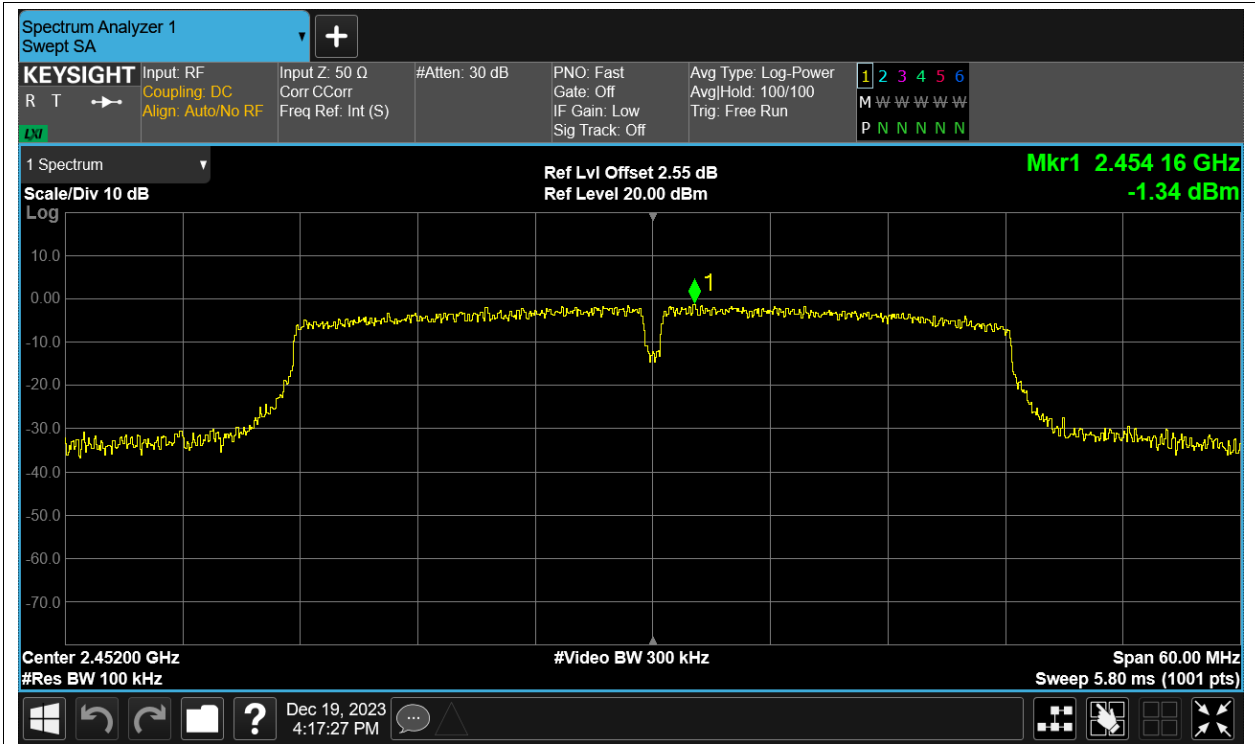 Spectrum Analyzer 1
Swept SA
KEYSIGHT
R T
LXI
Input: RF
Coupling: DC
Align: Auto/No RF
Input Z: 50 Ω
Corr CCorr
Freq Ref: Int (S)
#Atten: 30 dB
PNO: Fast
Gate: Off
IF Gain: Low
Sig Track: Off
Avg Type: Log-Power
Avg|Hold: 100/100
Trig: Free Run
1 2 3 4 5 6
M W W W W W
P N N N N N
1 Spectrum
Scale/Div 10 dB
Log
Ref Lvl Offset 2.55 dB
Ref Level 20.00 dBm
Mkr1 2.454 16 GHz
-1.34 dBm
10.0
0.00
-10.0
-20.0
-30.0
-40.0
-50.0
-60.0
-70.0
1
Center 2.45200 GHz
#Res BW 100 kHz
#Video BW 300 kHz
Span 60.00 MHz
Sweep 5.80 ms (1001 pts)
?
Dec 19, 2023
4:17:27 PM